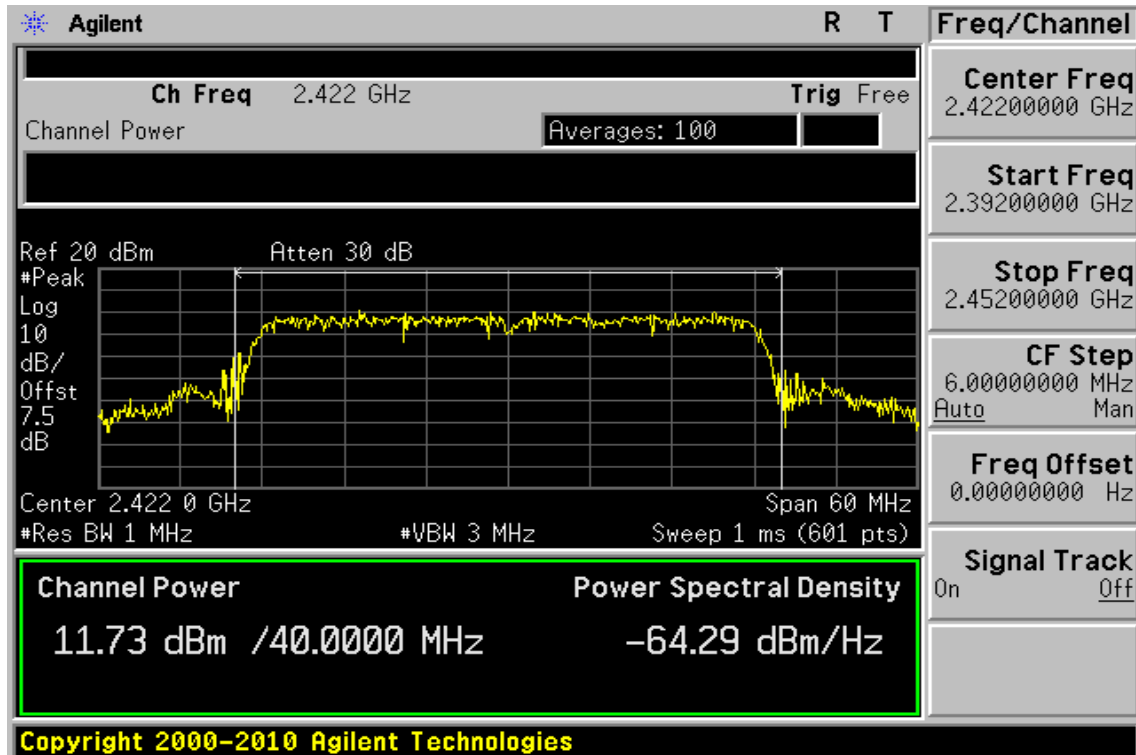 Agilent R T
Ch Freq 2.422 GHz Trig Free
Channel Power Averages: 100
Ref 20 dBm Atten 30 dB
#Peak
Log
10
dB/
Offst
7.5
dB
Center 2.422 0 GHz Span 60 MHz
#Res BW 1 MHz #VBW 3 MHz Sweep 1 ms (601 pts)
Channel Power Power Spectral Density
11.73 dBm /40.0000 MHz -64.29 dBm/Hz
Copyright 2000-2010 Agilent Technologies
Freq/Channel
Center Freq
2.42200000 GHz
Start Freq
2.39200000 GHz
Stop Freq
2.45200000 GHz
CF Step
6.00000000 MHz
Auto Man
Freq Offset
0.00000000 Hz
Signal Track
On Off